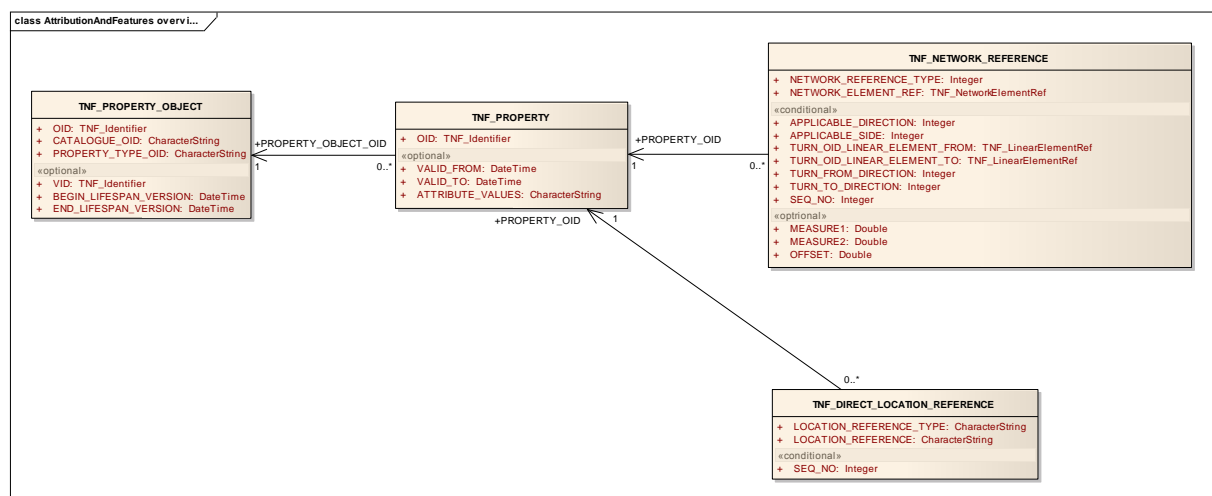 class AttributionAndFeatures overvi...
TNF_PROPERTY_OBJECT
+ OID: TNF_Identifier
+ CATALOGUE_OID: CharacterString
+ PROPERTY_TYPE_OID: CharacterString
«optional»
+ VID: TNF_Identifier
+ BEGIN_LIFESPAN_VERSION: DateTime
+ END_LIFESPAN_VERSION: DateTime
+PROPERTY_OBJECT_OID
1
0..*
TNF_PROPERTY
+ OID: TNF_Identifier
«optional»
+ VALID_FROM: DateTime
+ VALID_TO: DateTime
+ ATTRIBUTE_VALUES: CharacterString
+PROPERTY_OID
1
0..*
TNF_NETWORK_REFERENCE
+ NETWORK_REFERENCE_TYPE: Integer
+ NETWORK_ELEMENT_REF: TNF_NetworkElementRef
«conditional»
+ APPLICABLE_DIRECTION: Integer
+ APPLICABLE_SIDE: Integer
+ TURN_OID_LINEAR_ELEMENT_FROM: TNF_LinearElementRef
+ TURN_OID_LINEAR_ELEMENT_TO: TNF_LinearElementRef
+ TURN_FROM_DIRECTION: Integer
+ TURN_TO_DIRECTION: Integer
+ SEQ_NO: Integer
«optrional»
+ MEASURE1: Double
+ MEASURE2: Double
+ OFFSET: Double
+PROPERTY_OID
1
0..*
TNF_DIRECT_LOCATION_REFERENCE
+ LOCATION_REFERENCE_TYPE: CharacterString
+ LOCATION_REFERENCE: CharacterString
«conditional»
+ SEQ_NO: Integer